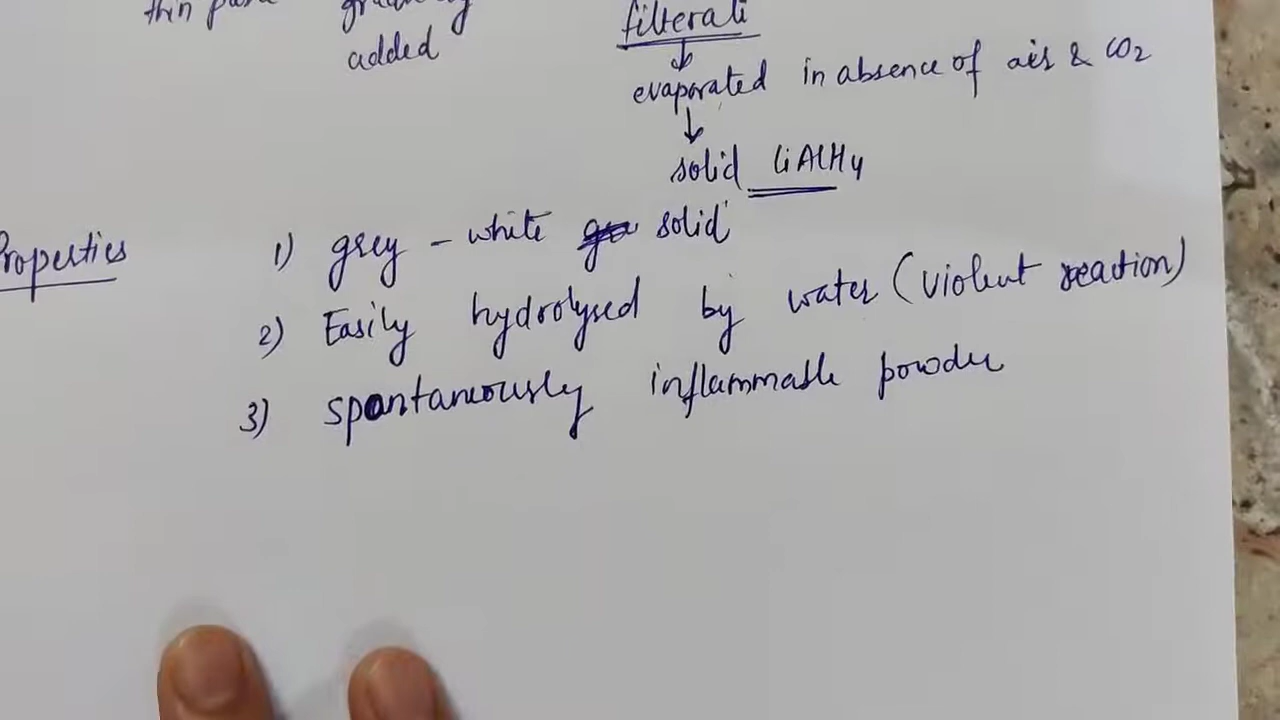 thin
added
filterate
evaporated in absence of air & CO2
solid LiAlH4
Properties
1) grey - white solid
2) Easily hydrolysed by water (violent reaction)
3) spontaneously inflammable powder